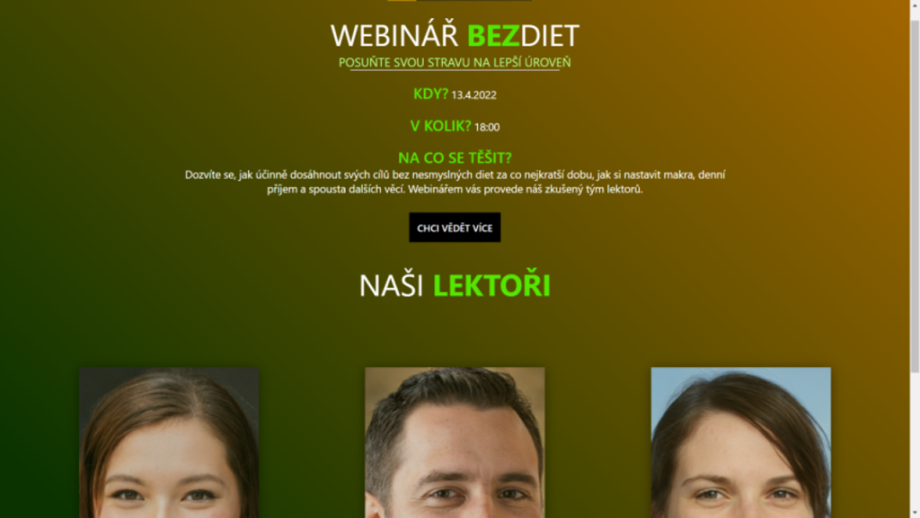 WEBINÁŘ BEZDIET
POSUŇTE SVOU STRAVU NA LEPŠÍ ÚROVEŇ
KDY? 13.4.2022
V KOLIK? 18:00
NA CO SE TĚŠIT?
Dozvíte se, jak účinně dosáhnout svých cílů bez nesmyslných diet za co nejkratší dobu, jak si nastavit makra, denní
příjem a spousta dalších věcí. Webinářem vás provede náš zkušený tým lektorů.
CHCI VĚDĚT VÍCE
NAŠI LEKTOŘI